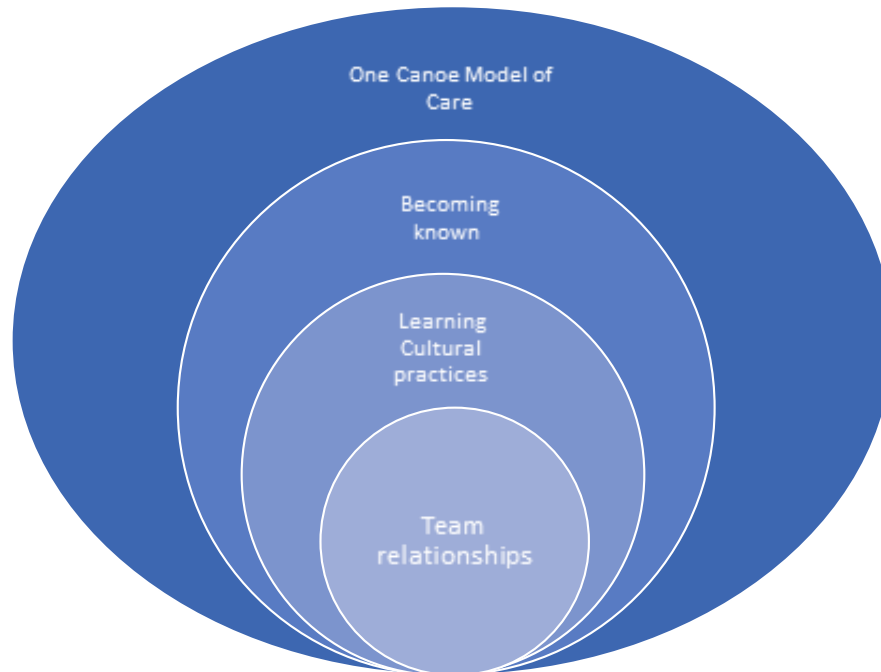 One Canoe Model of
Care
Becoming
known
Learning
Cultural
practices
Team
relationships